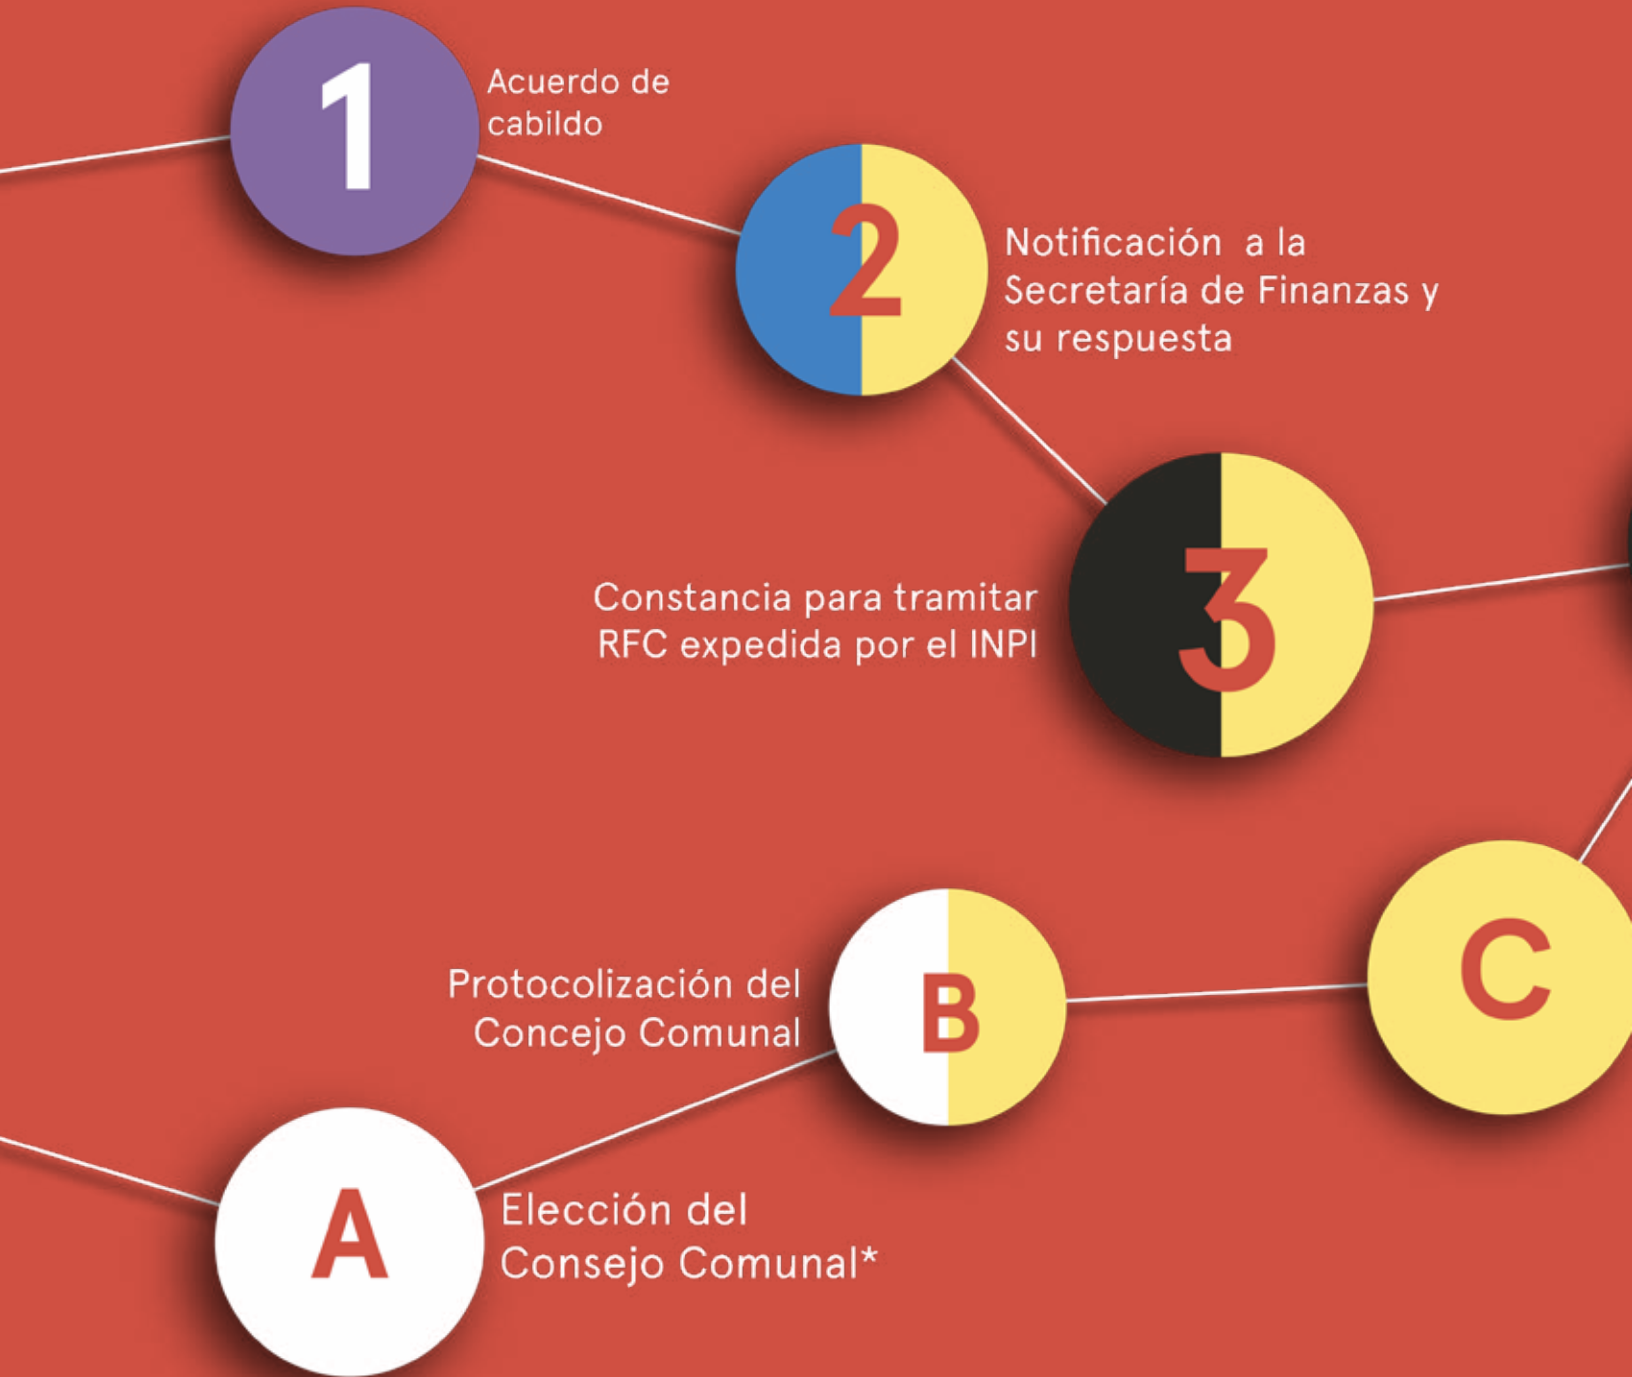 1
Acuerdo de
cabildo
2
Notificación a la
Secretaría de Finanzas y
su respuesta
3
Constancia para tramitar
RFC expedida por el INPI
C
B
Protocolización del
Concejo Comunal
A
Elección del
Consejo Comunal*